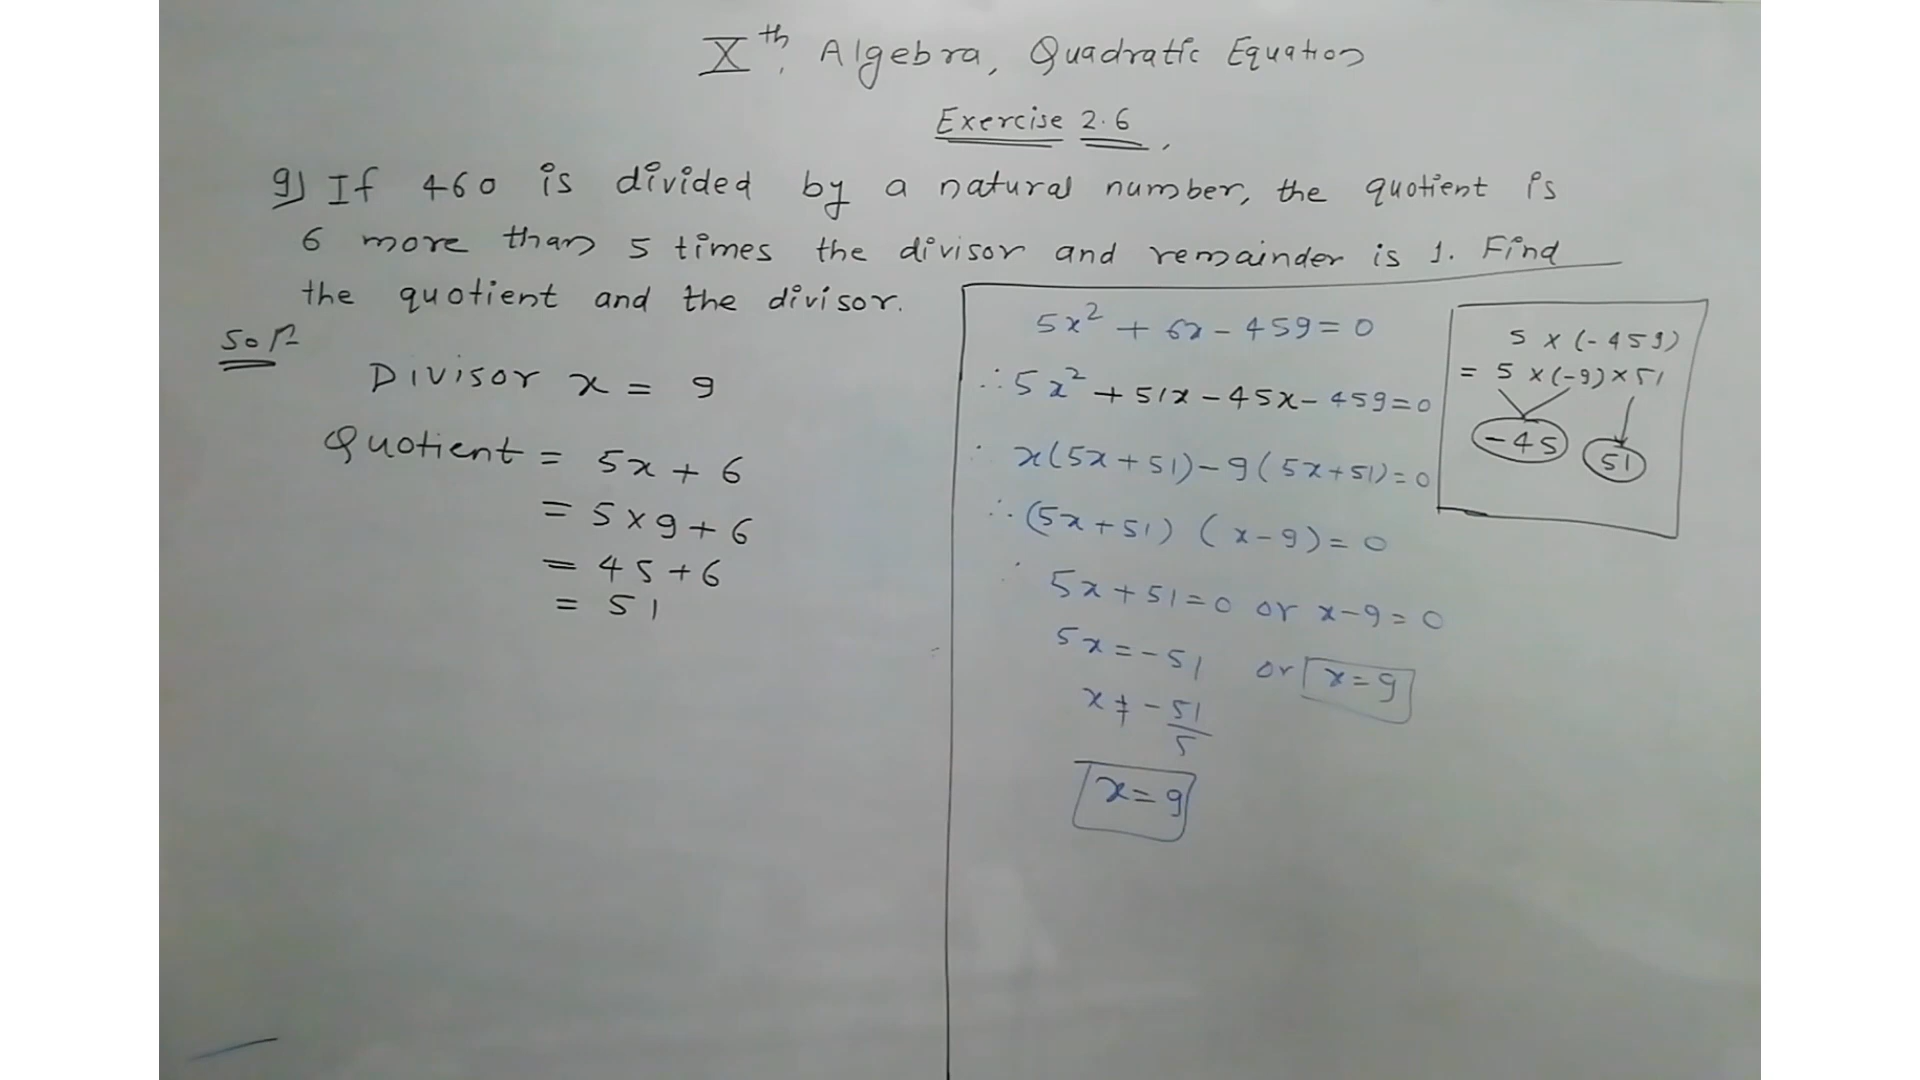 Xth, Algebra, Quadratic Equation
Exercise 2.6
9) If 460 is divided by a natural number, the quotient is
6 more than 5 times the divisor and remainder is 1. Find
the quotient and the divisor.
Soln
Divisor x = 9
Quotient = 5x + 6
= 5 x 9 + 6
= 45 + 6
= 51
5x² + 6x - 459 = 0
∴ 5x² + 51x - 45x - 459 = 0
∴ x(5x + 51) - 9(5x + 51) = 0
∴ (5x + 51) (x - 9) = 0
∴ 5x + 51 = 0 or x - 9 = 0
5x = -51 or x = 9
x ≠ -51/5
x = 9
5 x (-459)
= 5 x (-9) x 51
-45 51